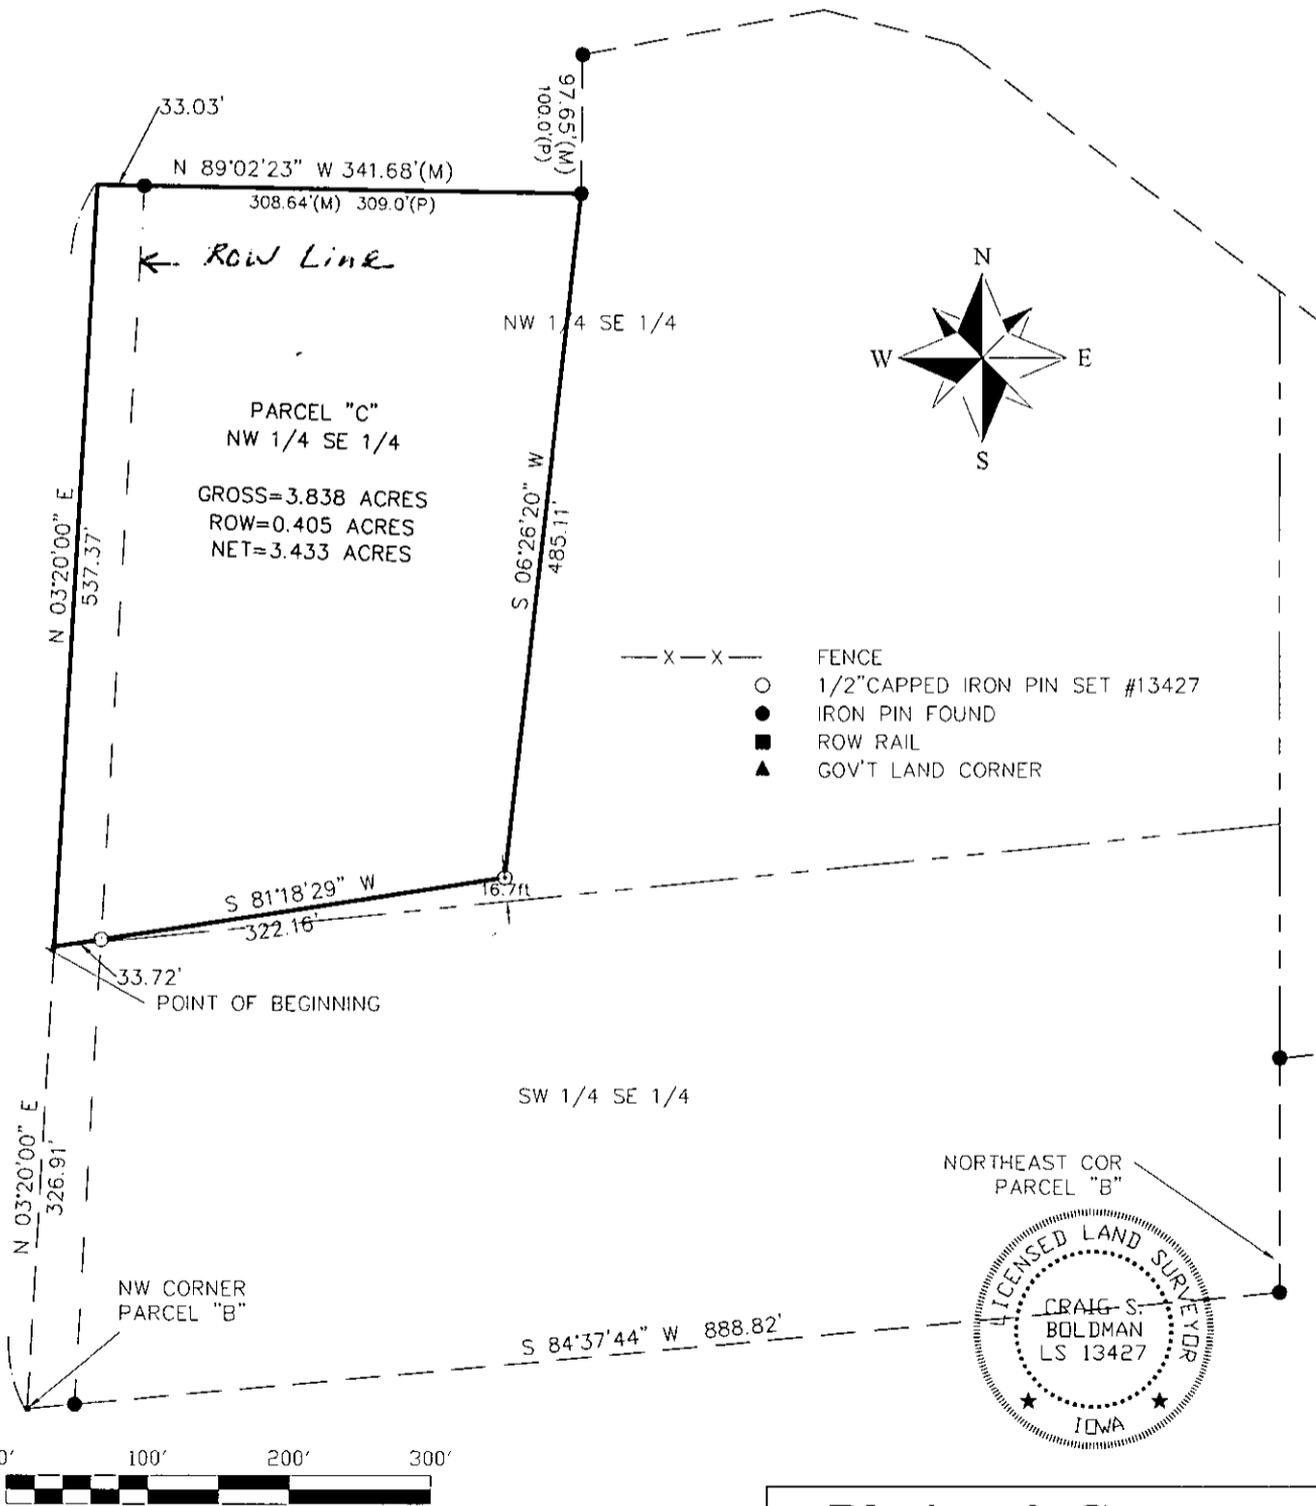 33.03'
97.65'(M)
100.0'(P)
N 89°02'23" W 341.68'(M)
308.64'(M) 309.0'(P)
← ROW Line
NW 1/4 SE 1/4
N
W
E
S
PARCEL "C"
NW 1/4 SE 1/4
GROSS=3.838 ACRES
ROW=0.405 ACRES
NET=3.433 ACRES
N 03°20'00" E
537.37'
S 06°26'20" W
485.11'
—x—x— FENCE
1/2"CAPPED IRON PIN SET #13427
IRON PIN FOUND
ROW RAIL
GOV'T LAND CORNER
S 81°18'29" W
322.16'
16.7ft
33.72'
POINT OF BEGINNING
SW 1/4 SE 1/4
N 03°20'00" E
326.91'
NORTHEAST COR
PARCEL "B"
NW CORNER
PARCEL "B"
S 84°37'44" W 888.82'
LICENSED LAND SURVEYOR
CRAIG S.
BOLDMAN
LS 13427
★ IOWA ★
0' 100' 200' 300'